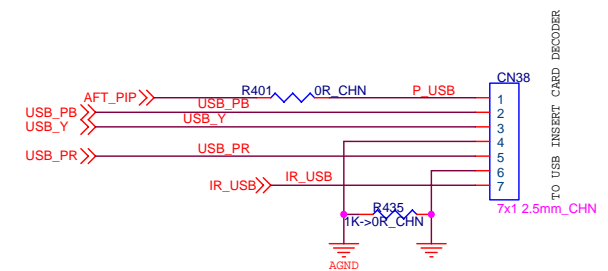 CN38
R401
0R_CHN
P_USB
AFT_PIP
1
USB_PB
USB_PB
2
USB_Y
USB_Y
3
4
USB_PR
USB_PR
5
6
IR_USB
IR_USB
7
TO USB INSERT CARD DECODER
R435
7x1 2.5mm_CHN
1K->0R_CHN
AGND